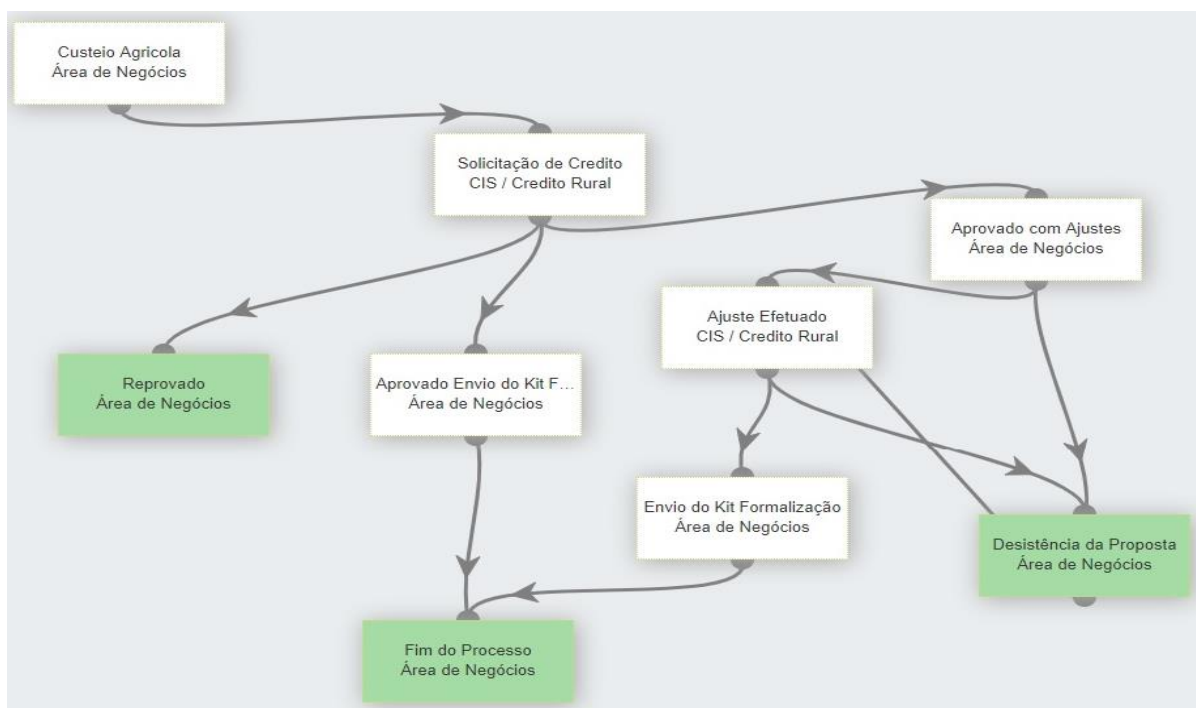 Custeio Agricola
Área de Negócios
Solicitação de Credito
CIS / Credito Rural
Aprovado com Ajustes
Área de Negócios
Ajuste Efetuado
CIS / Credito Rural
Reprovado
Área de Negócios
Aprovado Envio do Kit F...
Área de Negócios
Envio do Kit Formalização
Área de Negócios
Desistência da Proposta
Área de Negócios
Fim do Processo
Área de Negócios